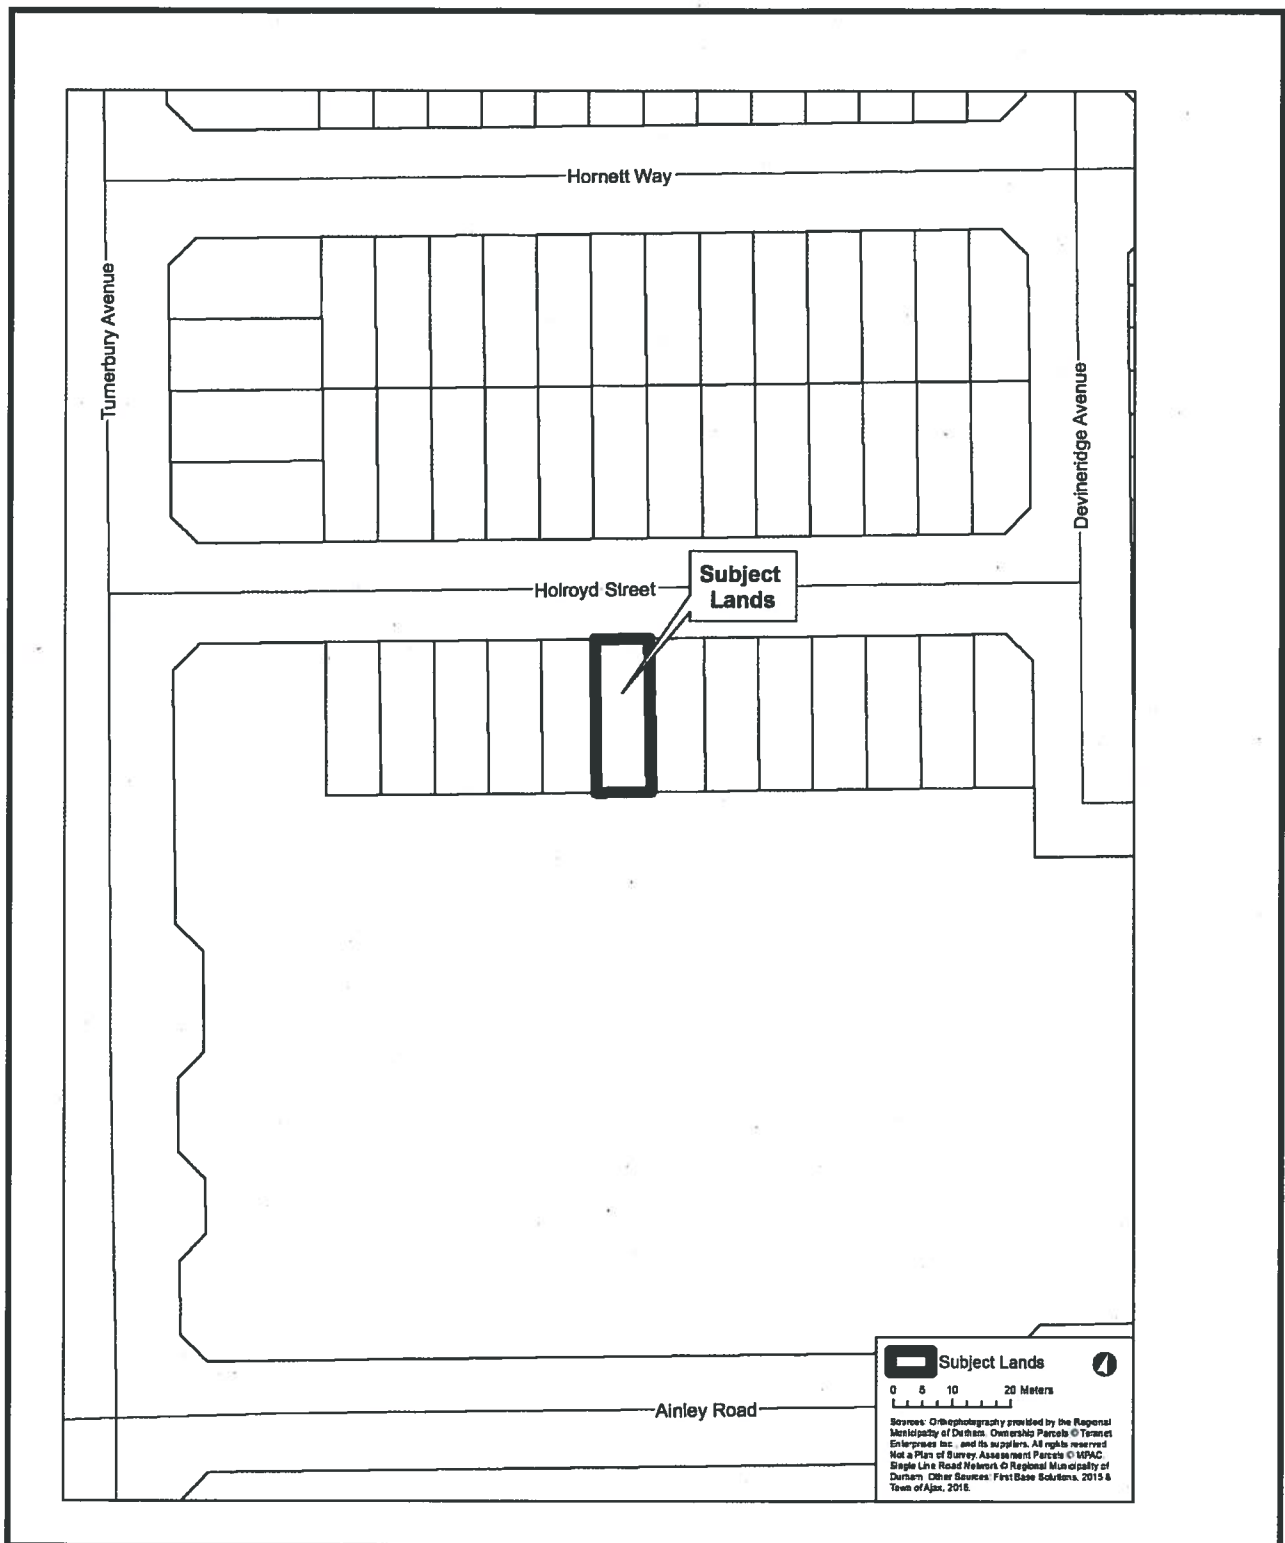 Hornett Way
Turnerbury Avenue
Devineridge Avenue
Holroyd Street
Subject
Lands
Subject Lands
0 5 10 20 Meters
Sources: Orthophotography provided by the Regional
Municipality of Durham. Ownership Parcels © Teranet
Enterprises Inc., and its suppliers. All rights reserved
Not a Plan of Survey. Assessment Parcels © MPAC
Single Line Road Network © Regional Municipality of
Durham Other Sources: First Base Solutions, 2015 &
Town of Ajax, 2016.
Ainley Road